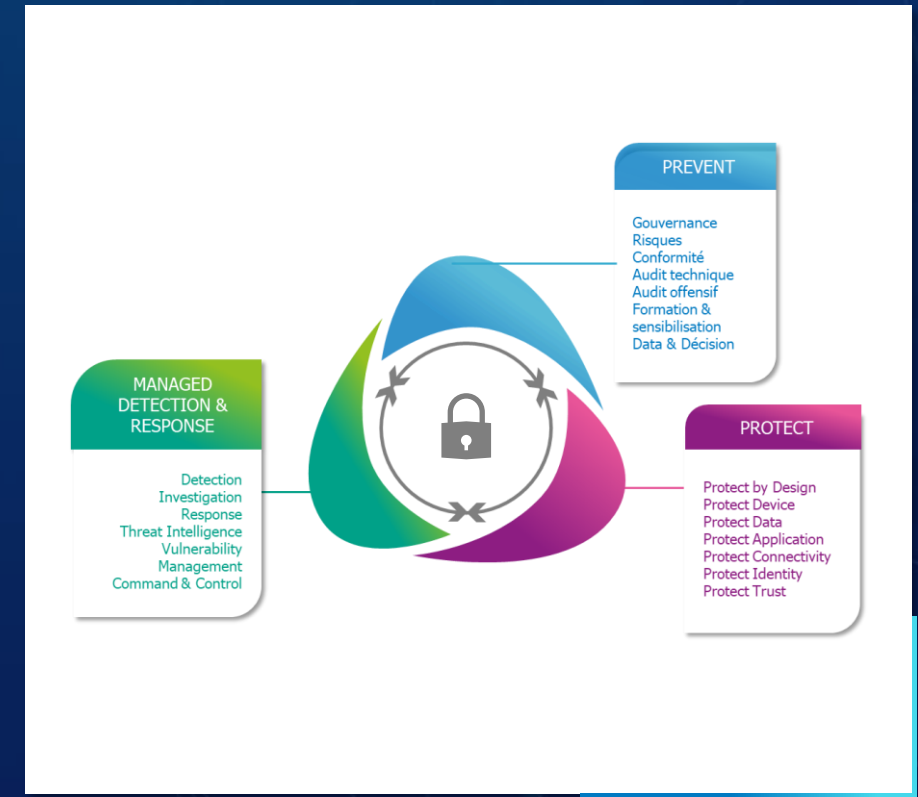 PREVENT
Gouvernance
Risques
Conformité
Audit technique
Audit offensif
Formation &
sensibilisation
Data & Décision
MANAGED
DETECTION &
RESPONSE
Detection
Investigation
Response
Threat Intelligence
Vulnerability
Management
Command & Control
PROTECT
Protect by Design
Protect Device
Protect Data
Protect Application
Protect Connectivity
Protect Identity
Protect Trust